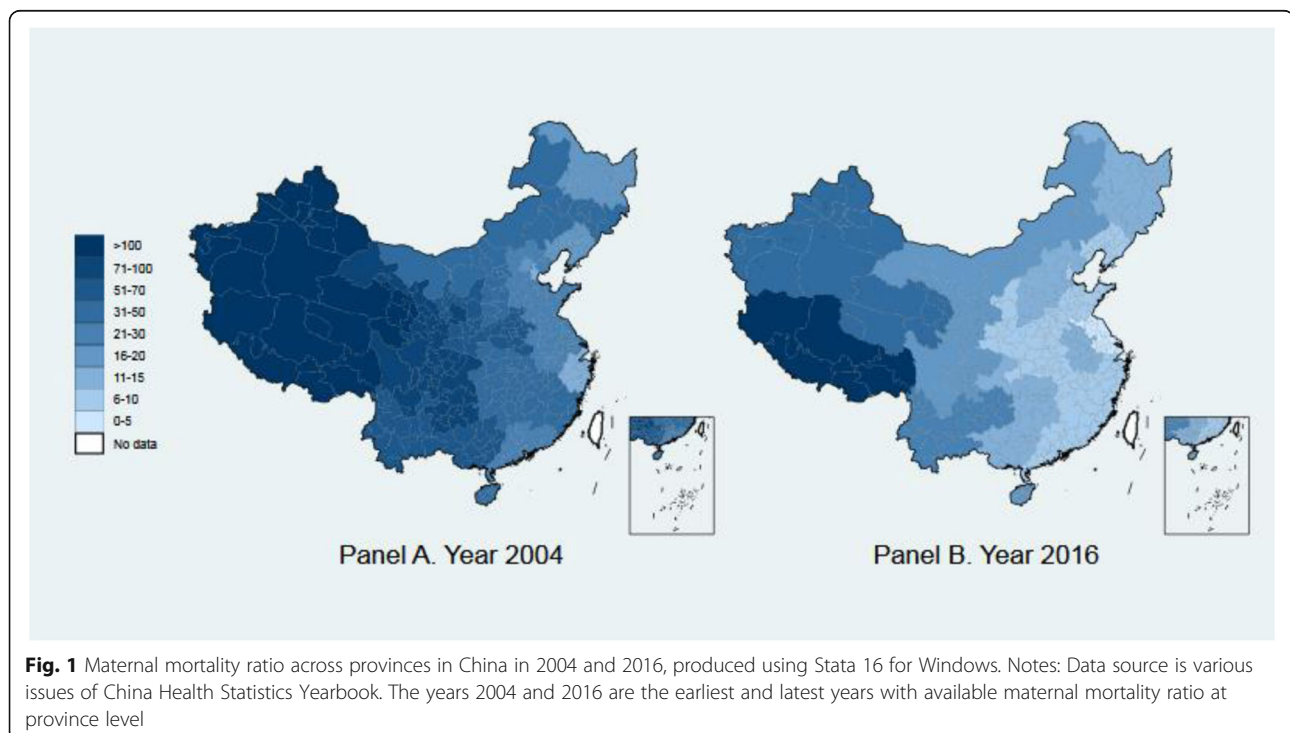 >100
71-100
51-70
31-50
21-30
16-20
11-15
6-10
0-5
No data
Panel A. Year 2004
Panel B. Year 2016
Fig. 1 Maternal mortality ratio across provinces in China in 2004 and 2016, produced using Stata 16 for Windows. Notes: Data source is various
issues of China Health Statistics Yearbook. The years 2004 and 2016 are the earliest and latest years with available maternal mortality ratio at
province level